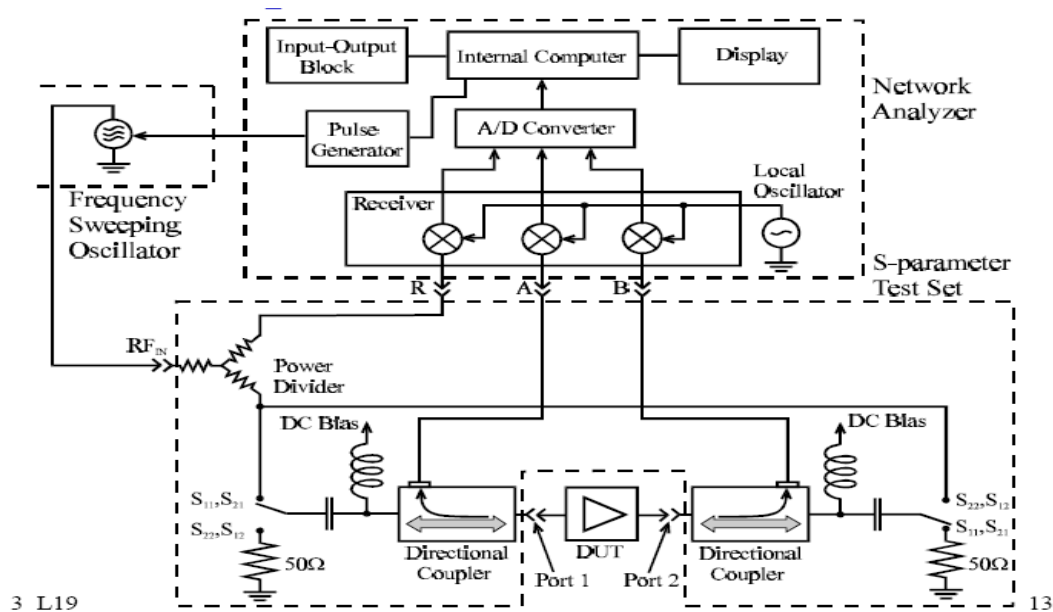 Input-Output
Block
Internal Computer
Display
Network
Analyzer
Pulse
Generator
A/D Converter
Frequency
Sweeping
Oscillator
Receiver
Local
Oscillator
S-parameter
Test Set
R
A
B
RF IN
Power
Divider
DC Bias
DC Bias
S11,S21
S22,S12
50Ω
Directional
Coupler
Port 1
DUT
Port 2
Directional
Coupler
S22,S12
S11,S21
50Ω
3 L19
13